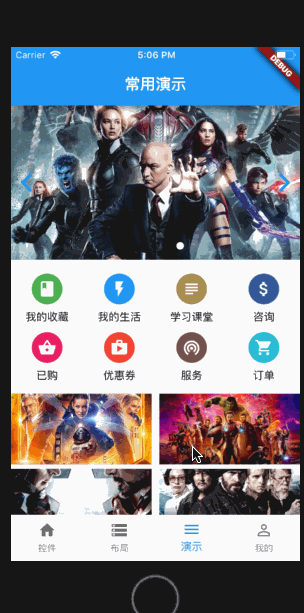 Carrier 5:06 PM
DEBUG
常用演示
我的收藏 我的生活 学习课堂 咨询
已购 优惠券 服务 订单
控件 布局 演示 我的